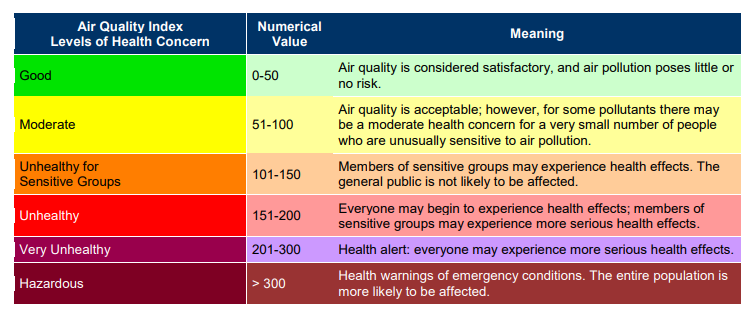 Air Quality Index
Levels of Health Concern
Numerical
Value
Meaning
Good
0-50
Air quality is considered satisfactory, and air pollution poses little or
no risk.
Moderate
51-100
Air quality is acceptable; however, for some pollutants there may
be a moderate health concern for a very small number of people
who are unusually sensitive to air pollution.
Unhealthy for
Sensitive Groups
101-150
Members of sensitive groups may experience health effects. The
general public is not likely to be affected.
Unhealthy
151-200
Everyone may begin to experience health effects; members of
sensitive groups may experience more serious health effects.
Very Unhealthy
201-300
Health alert: everyone may experience more serious health effects.
Hazardous
> 300
Health warnings of emergency conditions. The entire population is
more likely to be affected.